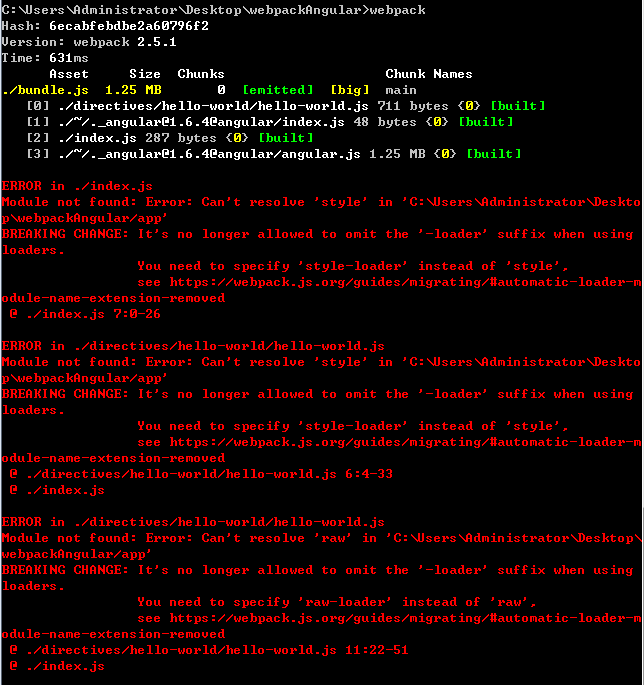 C:\Users\Administrator\Desktop\webpackAngular>webpack
Hash: 6ecabfebdbe2a60796f2
Version: webpack 2.5.1
Time: 631ms
      Asset     Size  Chunks                    Chunk Names
./bundle.js  1.25 MB       0  [emitted]  [big]  main
   [0] ./directives/hello-world/hello-world.js 711 bytes {0} [built]
   [1] ./~/._angular@1.6.4@angular/index.js 48 bytes {0} [built]
   [2] ./index.js 287 bytes {0} [built]
   [3] ./~/._angular@1.6.4@angular/angular.js 1.25 MB {0} [built]
ERROR in ./index.js
Module not found: Error: Can't resolve 'style' in 'C:\Users\Administrator\Deskto
p\webpackAngular/app'
BREAKING CHANGE: It's no longer allowed to omit the '-loader' suffix when using
loaders.
                 You need to specify 'style-loader' instead of 'style',
                 see https://webpack.js.org/guides/migrating/#automatic-loader-m
odule-name-extension-removed
 @ ./index.js 7:0-26
ERROR in ./directives/hello-world/hello-world.js
Module not found: Error: Can't resolve 'style' in 'C:\Users\Administrator\Deskto
p\webpackAngular/app'
BREAKING CHANGE: It's no longer allowed to omit the '-loader' suffix when using
loaders.
                 You need to specify 'style-loader' instead of 'style',
                 see https://webpack.js.org/guides/migrating/#automatic-loader-m
odule-name-extension-removed
 @ ./directives/hello-world/hello-world.js 6:4-33
 @ ./index.js
ERROR in ./directives/hello-world/hello-world.js
Module not found: Error: Can't resolve 'raw' in 'C:\Users\Administrator\Desktop\
webpackAngular/app'
BREAKING CHANGE: It's no longer allowed to omit the '-loader' suffix when using
loaders.
                 You need to specify 'raw-loader' instead of 'raw',
                 see https://webpack.js.org/guides/migrating/#automatic-loader-m
odule-name-extension-removed
 @ ./directives/hello-world/hello-world.js 11:22-51
 @ ./index.js